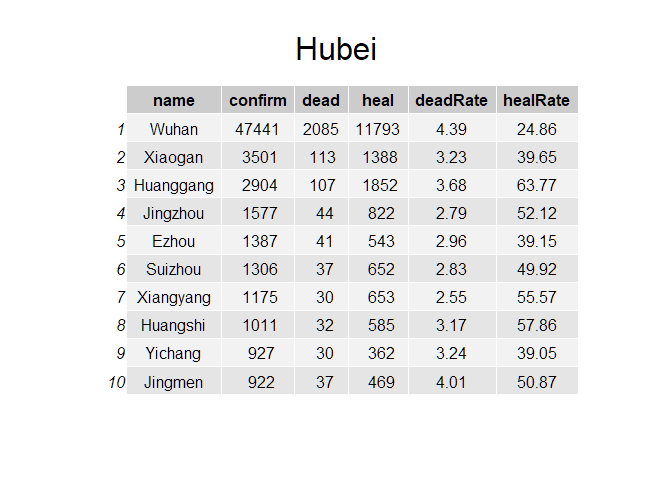 Hubei
name confirm dead heal deadRate healRate
1 Wuhan 47441 2085 11793 4.39 24.86
2 Xiaogan 3501 113 1388 3.23 39.65
3 Huanggang 2904 107 1852 3.68 63.77
4 Jingzhou 1577 44 822 2.79 52.12
5 Ezhou 1387 41 543 2.96 39.15
6 Suizhou 1306 37 652 2.83 49.92
7 Xiangyang 1175 30 653 2.55 55.57
8 Huangshi 1011 32 585 3.17 57.86
9 Yichang 927 30 362 3.24 39.05
10 Jingmen 922 37 469 4.01 50.87